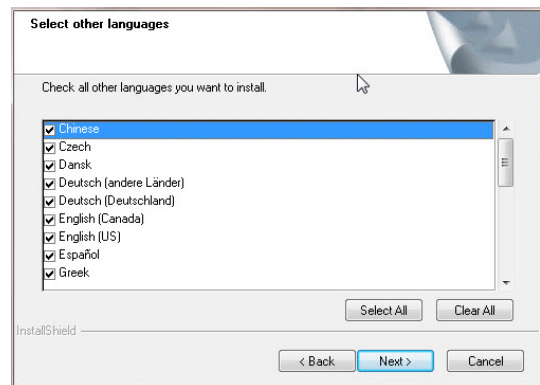 Select other languages
Check all other languages you want to install.
Chinese
Czech
Dansk
Deutsch (andere Länder)
Deutsch (Deutschland)
English (Canada)
English (US)
Español
Greek
Select All
Clear All
InstallShield
< Back
Next >
Cancel